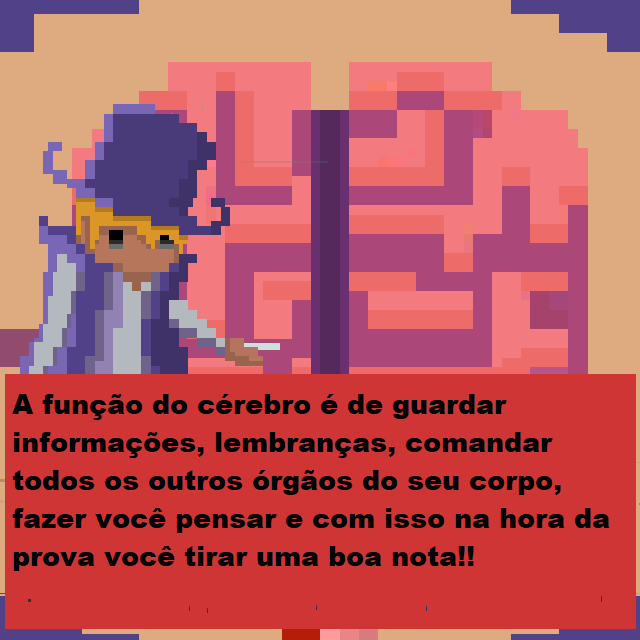 A função do cérebro é de guardar
informações, lembranças, comandar
todos os outros órgãos do seu corpo,
fazer você pensar e com isso na hora da
prova você tirar uma boa nota!!